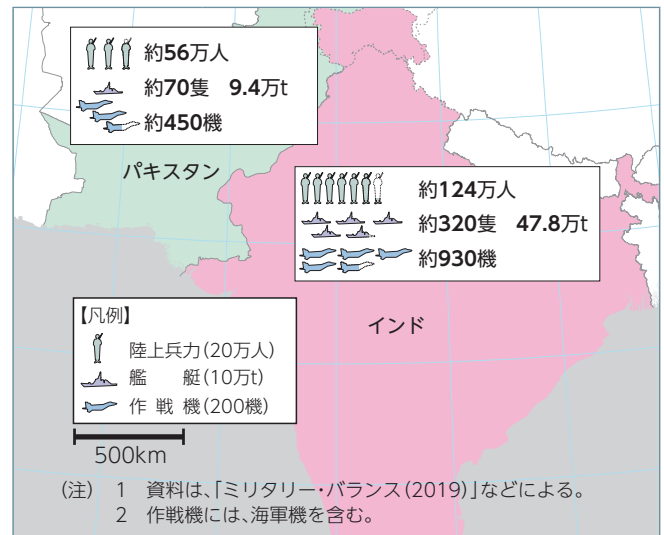 約56万人
約70隻 9.4万t
約450機
パキスタン
約124万人
約320隻 47.8万t
約930機
インド
【凡例】
陸上兵力(20万人)
艦 艇(10万t)
作 戦 機(200機)
500km
(注) 1 資料は、「ミリタリー・バランス(2019)」などによる。
2 作戦機には、海軍機を含む。